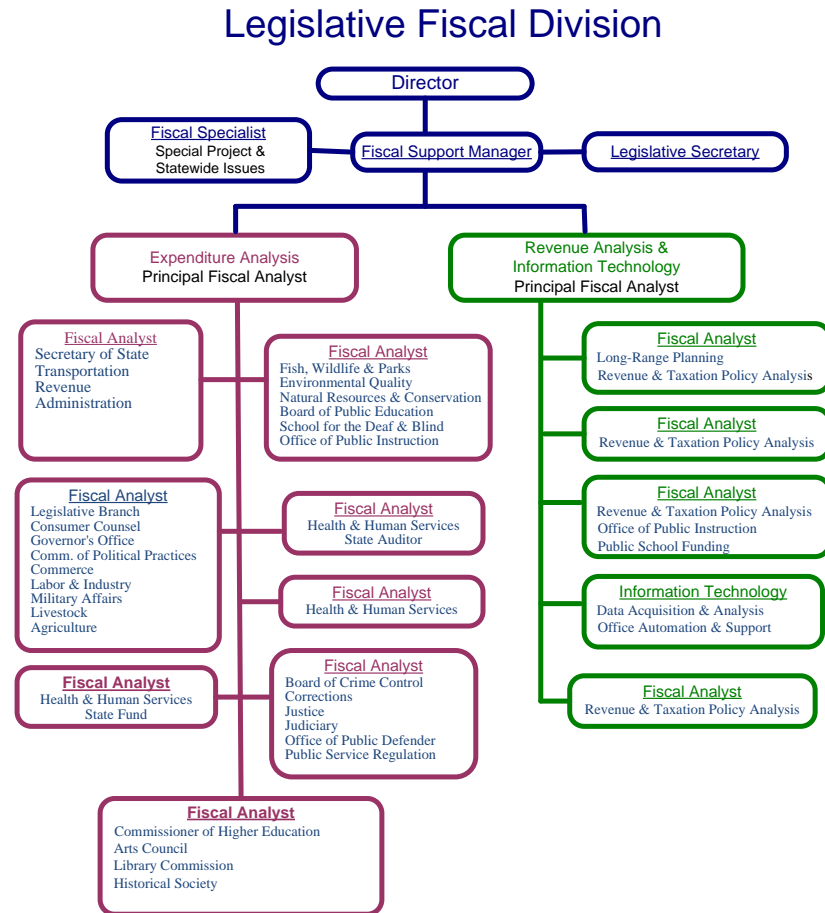 Legislative Fiscal Division
Director
Fiscal Specialist
Special Project &
Statewide Issues
Fiscal Support Manager
Legislative Secretary
Expenditure Analysis
Principal Fiscal Analyst
Revenue Analysis &
Information Technology
Principal Fiscal Analyst
Fiscal Analyst
Secretary of State
Transportation
Revenue
Administration
Fiscal Analyst
Fish, Wildlife & Parks
Environmental Quality
Natural Resources & Conservation
Board of Public Education
School for the Deaf & Blind
Office of Public Instruction
Fiscal Analyst
Legislative Branch
Consumer Counsel
Governor's Office
Comm. of Political Practices
Commerce
Labor & Industry
Military Affairs
Livestock
Agriculture
Fiscal Analyst
Health & Human Services
State Auditor
Fiscal Analyst
Health & Human Services
Fiscal Analyst
Health & Human Services
State Fund
Fiscal Analyst
Board of Crime Control
Corrections
Justice
Judiciary
Office of Public Defender
Public Service Regulation
Fiscal Analyst
Commissioner of Higher Education
Arts Council
Library Commission
Historical Society
Fiscal Analyst
Long-Range Planning
Revenue & Taxation Policy Analysis
Fiscal Analyst
Revenue & Taxation Policy Analysis
Fiscal Analyst
Revenue & Taxation Policy Analysis
Office of Public Instruction
Public School Funding
Information Technology
Data Acquisition & Analysis
Office Automation & Support
Fiscal Analyst
Revenue & Taxation Policy Analysis